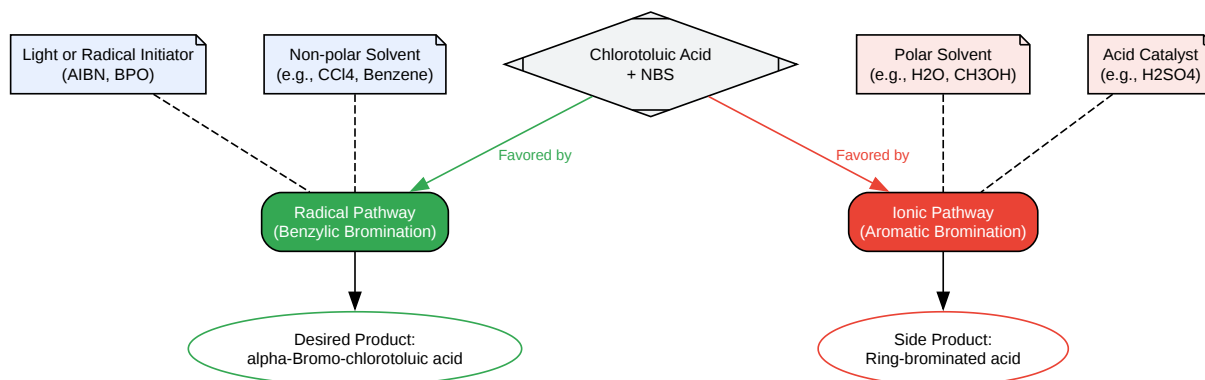 Light or Radical Initiator
(AIBN, BPO)
Non-polar Solvent
(e.g., CCl4, Benzene)
Chlorotoluic Acid
+ NBS
Polar Solvent
(e.g., H2O, CH3OH)
Acid Catalyst
(e.g., H2SO4)
Favored by
Favored by
Radical Pathway
(Benzylic Bromination)
Ionic Pathway
(Aromatic Bromination)
Desired Product:
alpha-Bromo-chlorotoluic acid
Side Product:
Ring-brominated acid